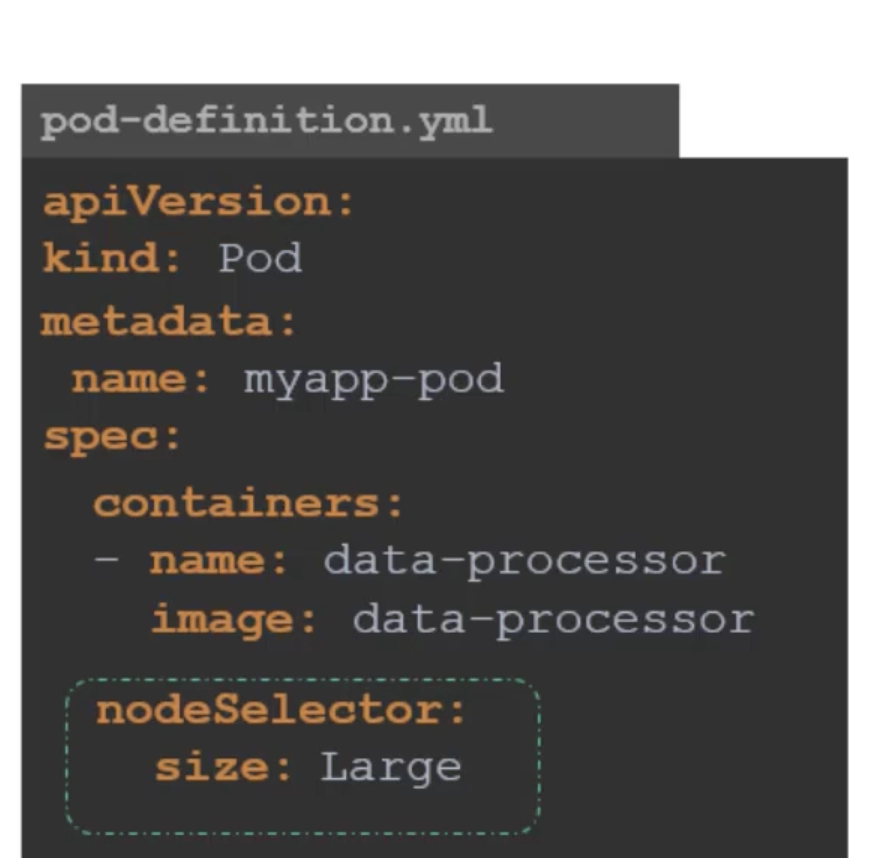 pod-definition.yml
apiVersion:
kind: Pod
metadata:
name: myapp-pod
spec:
containers:
- name: data-processor
image: data-processor
nodeSelector:
size: Large